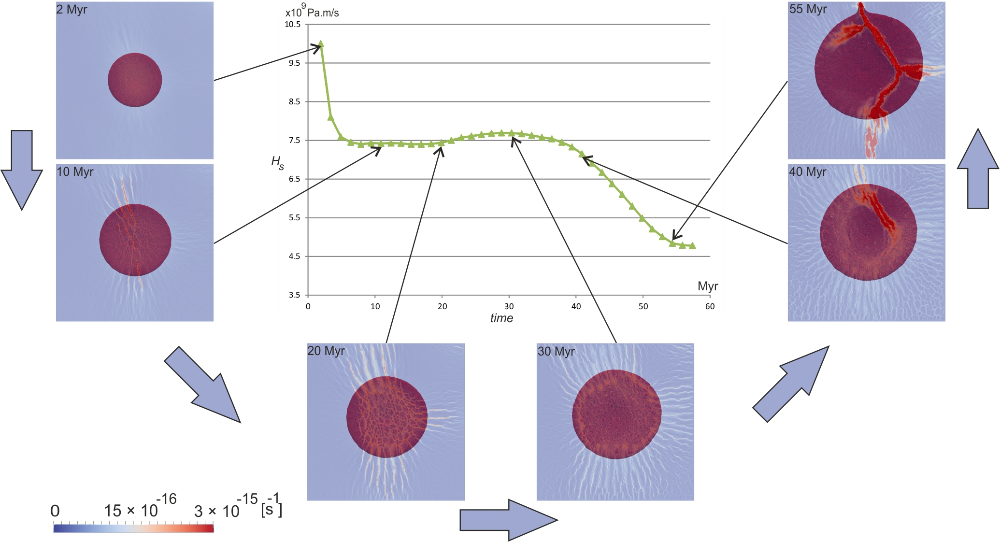 2 Myr
x10⁹ Pa.m/s
55 Myr
10.5
9.5
8.5
7.5
Hₛ
10 Myr
40 Myr
6.5
5.5
4.5
Myr
3.5
0 10 20 30 40 50 60
time
20 Myr
30 Myr
0 15 × 10⁻¹⁶ 3 × 10⁻¹⁵ [s⁻¹]